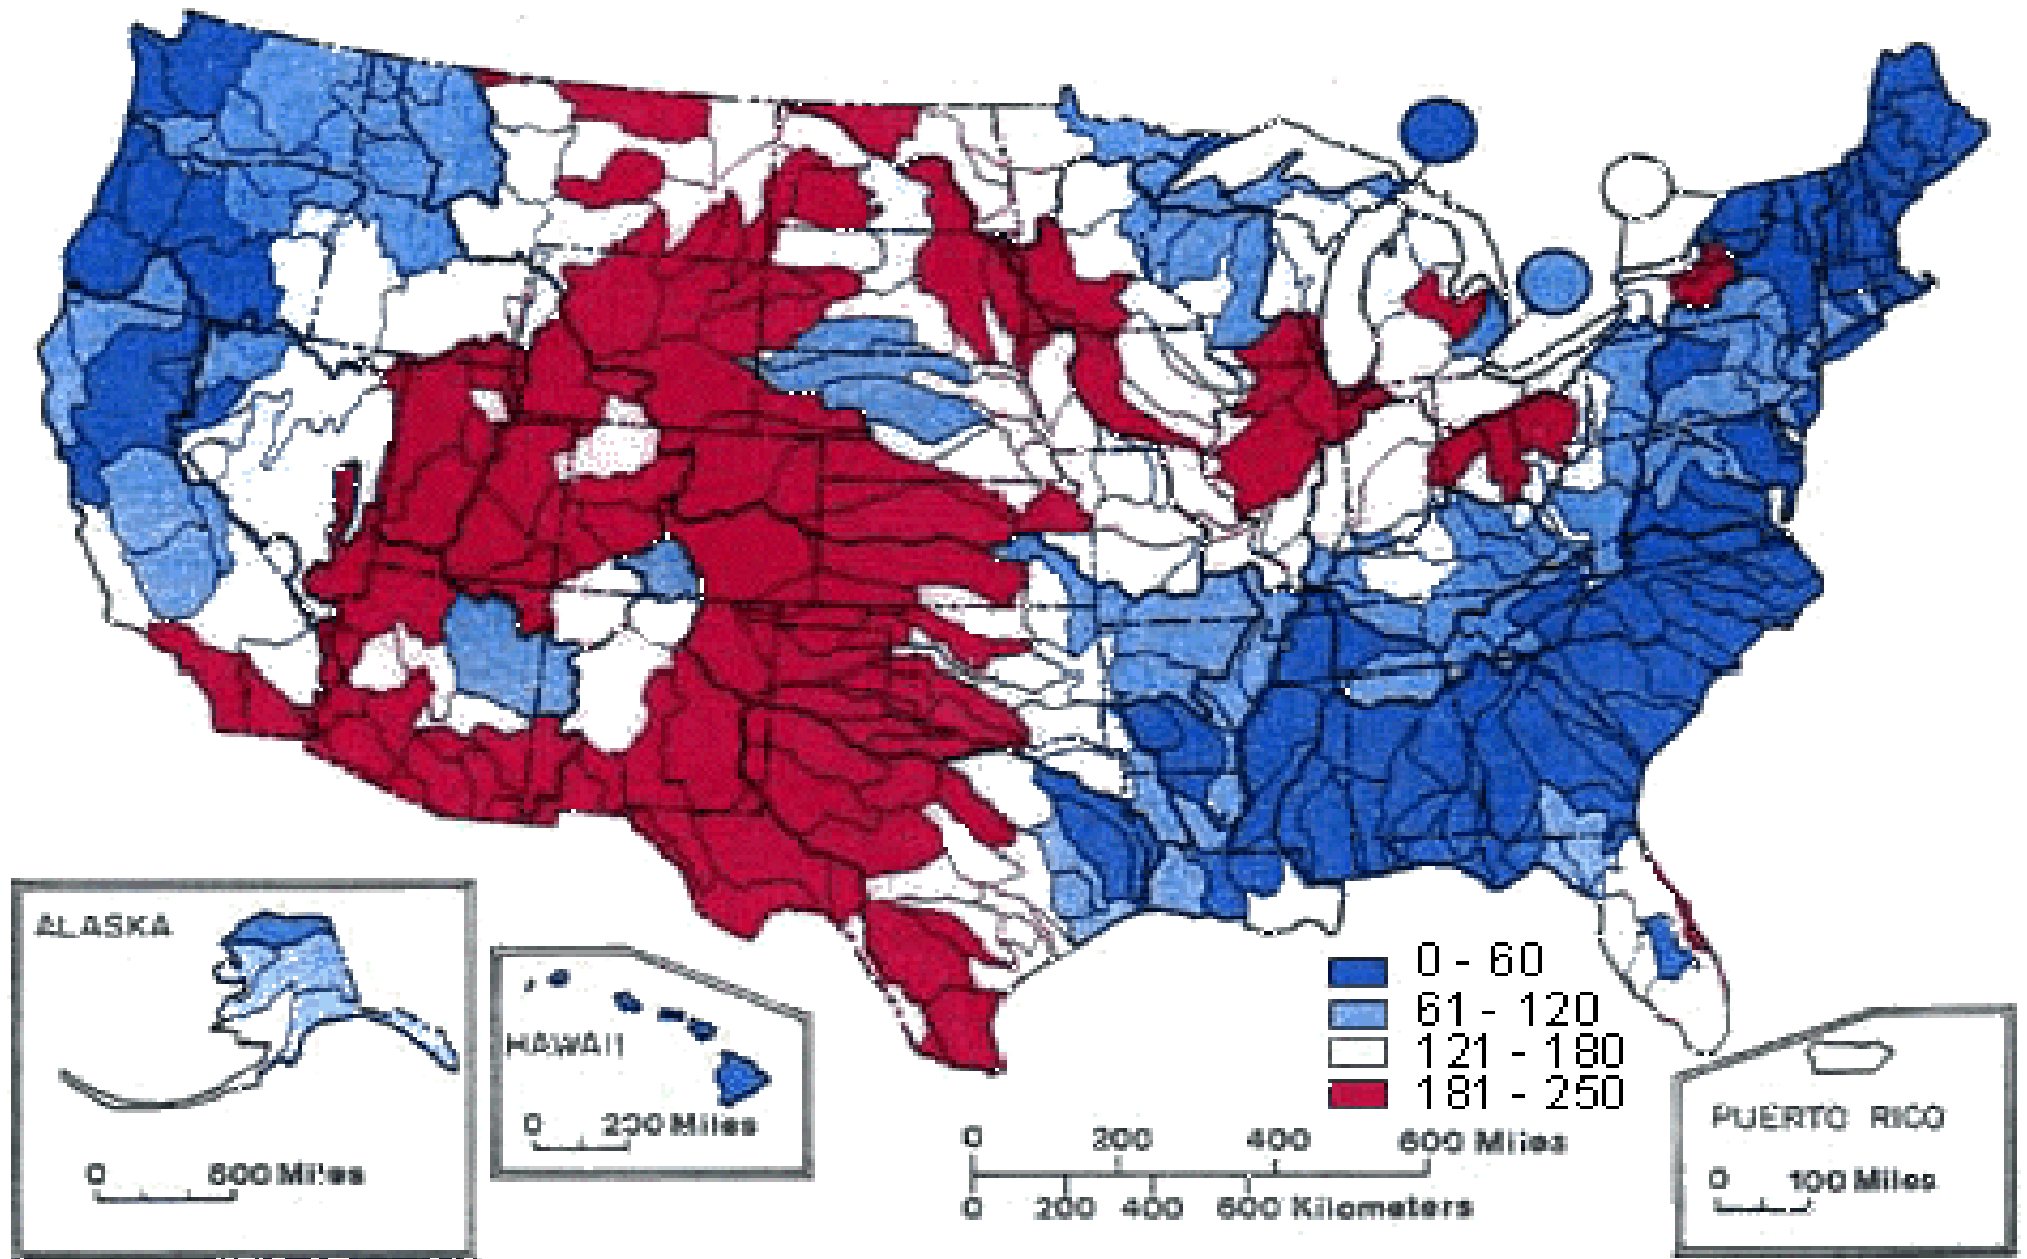 ALASKA
0 600 Miles
HAWAII
0 200 Miles
0 - 60
61 - 120
121 - 180
181 - 250
0 200 400 600 Miles
0 200 400 600 Kilometers
PUERTO RICO
0 100 Miles